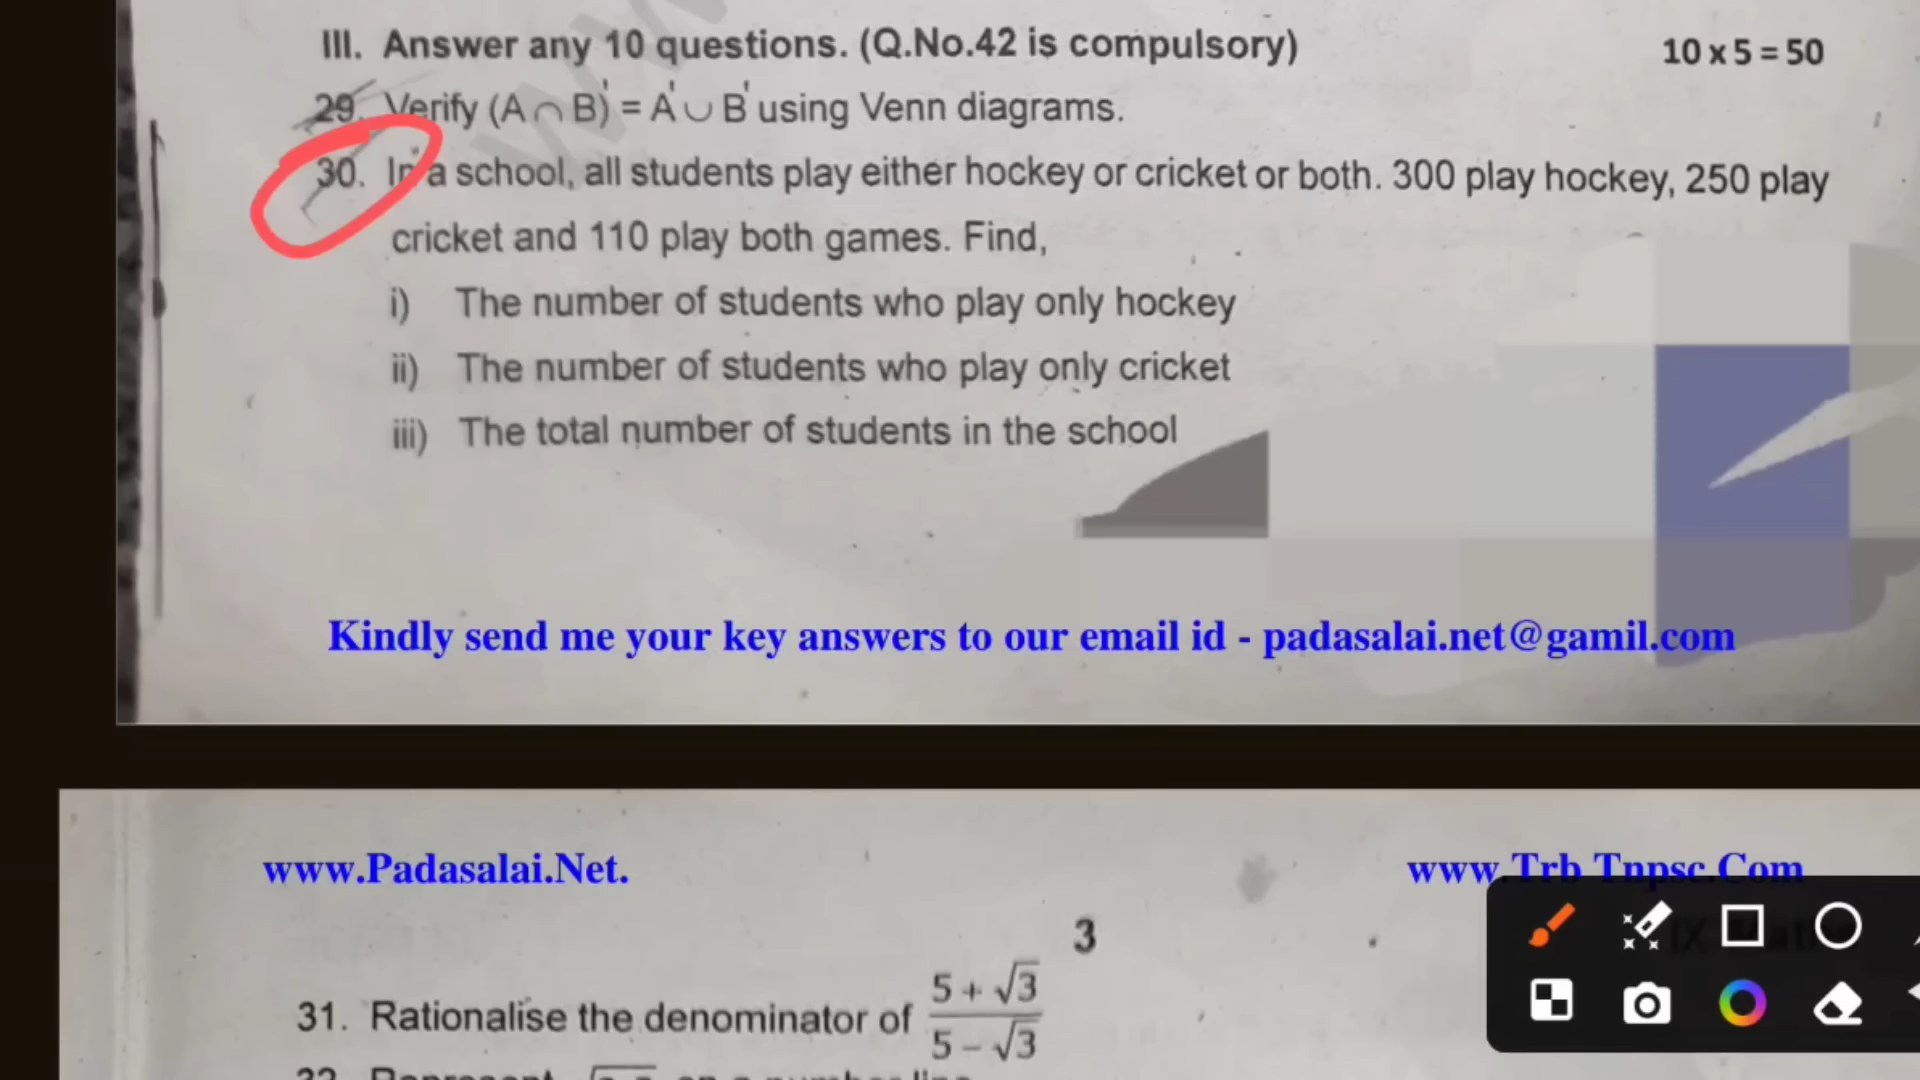 III. Answer any 10 questions. (Q.No.42 is compulsory) 10 x 5 = 50
29. Verify (A ∩ B)' = A' ∪ B' using Venn diagrams.
30. In a school, all students play either hockey or cricket or both. 300 play hockey, 250 play
cricket and 110 play both games. Find,
i) The number of students who play only hockey
ii) The number of students who play only cricket
iii) The total number of students in the school
Kindly send me your key answers to our email id - padasalai.net@gamil.com
www.Padasalai.Net. www.Trb Tnpsc.Com
3
31. Rationalise the denominator of (5 + √3)/(5 − √3)